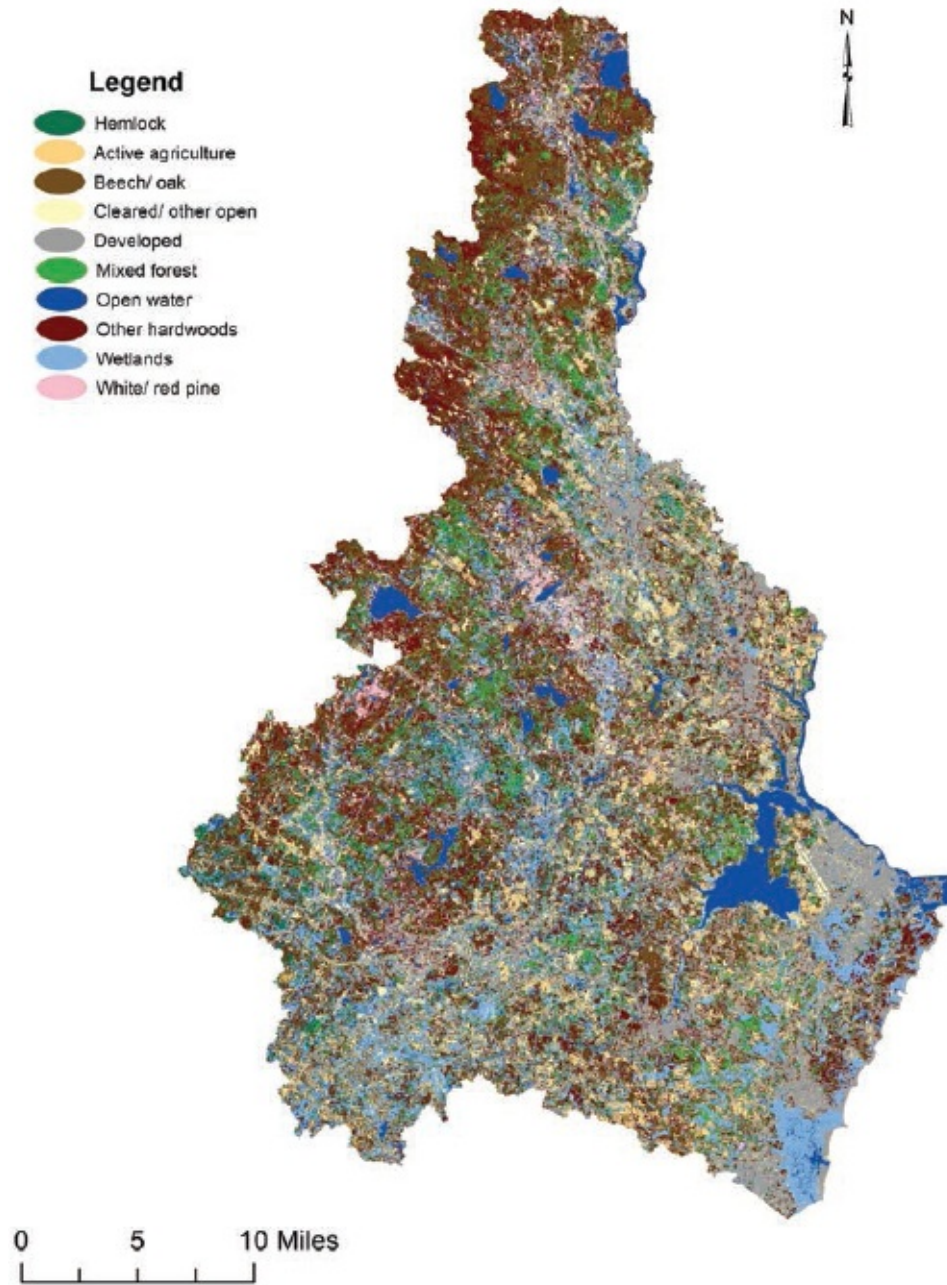 N
Legend
Hemlock
Active agriculture
Beech/ oak
Cleared/ other open
Developed
Mixed forest
Open water
Other hardwoods
Wetlands
White/ red pine
0 5 10 Miles